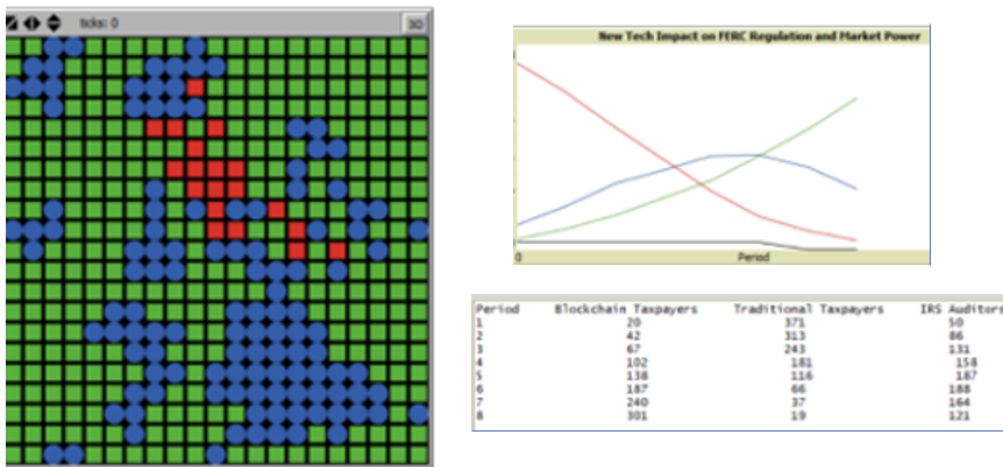 ticks: 0
3D
New Tech Impact on FERC Regulation and Market Power
0
Period
Period Blockchain Taxpayers Traditional Taxpayers IRS Auditors
1 20 371 50
2 42 313 86
3 67 243 131
4 102 181 158
5 138 116 187
6 187 66 188
7 240 37 164
8 301 19 121